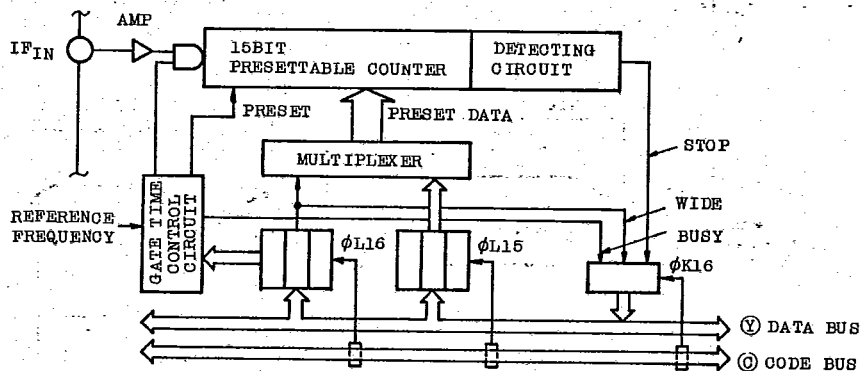 AMP
IFIN
15BIT
PRESETTABLE COUNTER
DETECTING
CIRCUIT
PRESET
PRESET DATA
STOP
MULTIPLEXER
WIDE
REFERENCE
FREQUENCY
GATE TIME
CONTROL
CIRCUIT
BUSY
φL16
φL15
φK16
Ⓨ DATA BUS
Ⓒ CODE BUS